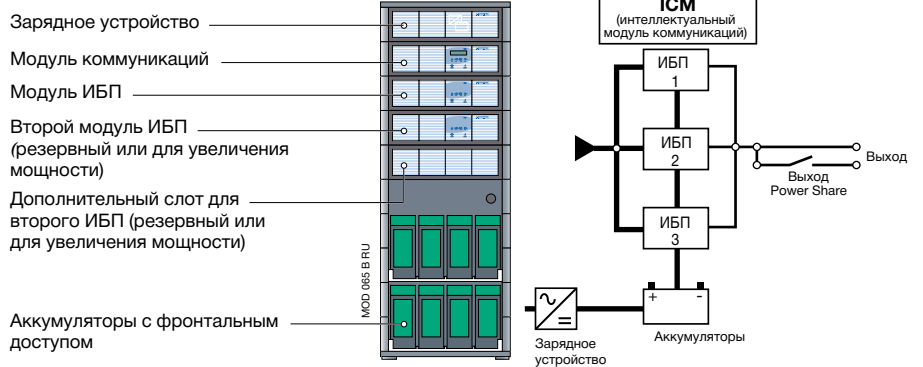 Зарядное устройство
Модуль коммуникаций
Модуль ИБП
Второй модуль ИБП
(резервный или для увеличения
мощности)
Дополнительный слот для
второго ИБП (резервный или
для увеличения мощности)
Аккумуляторы с фронтальным
доступом
MOD 065 B RU
ICM
(интеллектуальный
модуль коммуникаций)
ИБП
1
ИБП
2
ИБП
3
Выход
Выход
Power Share
+ -
Аккумуляторы
Зарядное
устройство